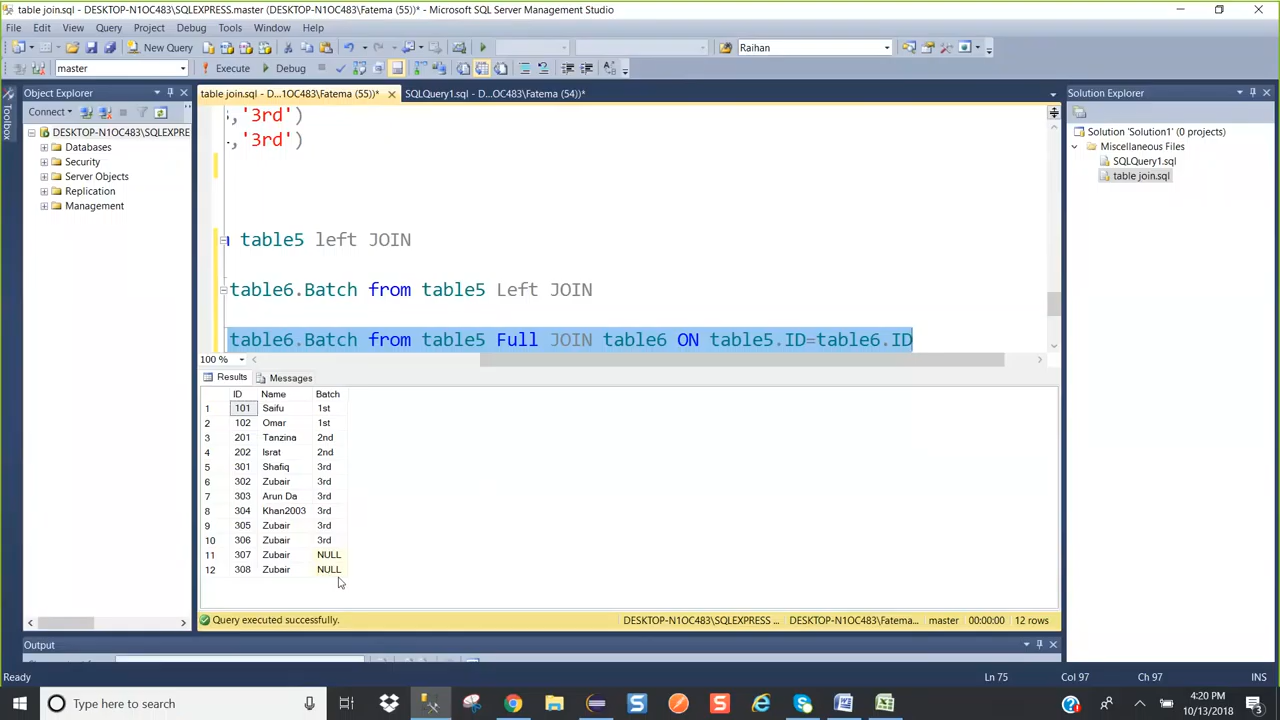 table join.sql - DESKTOP-N1OC483\SQLEXPRESS.master (DESKTOP-N1OC483\Fatema (55))* - Microsoft SQL Server Management Studio
File Edit View Query Project Debug Tools Window Help
New Query Raihan
master Execute Debug
Toolbox
Object Explorer
Connect
DESKTOP-N1OC483\SQLEXPRE
Databases
Security
Server Objects
Replication
Management
table join.sql - D...1OC483\Fatema (55))* SQLQuery1.sql - D...OC483\Fatema (54))*
,'3rd')
,'3rd')
table5 left JOIN
table6.Batch from table5 Left JOIN
table6.Batch from table5 Full JOIN table6 ON table5.ID=table6.ID
100 %
Results Messages
ID Name Batch
1 101 Saifu 1st
2 102 Omar 1st
3 201 Tanzina 2nd
4 202 Israt 2nd
5 301 Shafiq 3rd
6 302 Zubair 3rd
7 303 Arun Da 3rd
8 304 Khan2003 3rd
9 305 Zubair 3rd
10 306 Zubair 3rd
11 307 Zubair NULL
12 308 Zubair NULL
Query executed successfully. DESKTOP-N1OC483\SQLEXPRESS ... DESKTOP-N1OC483\Fatema... master 00:00:00 12 rows
Solution Explorer
Solution 'Solution1' (0 projects)
Miscellaneous Files
SQLQuery1.sql
table join.sql
Output
Ready Ln 75 Col 97 Ch 97 INS
Type here to search
4:20 PM
10/13/2018